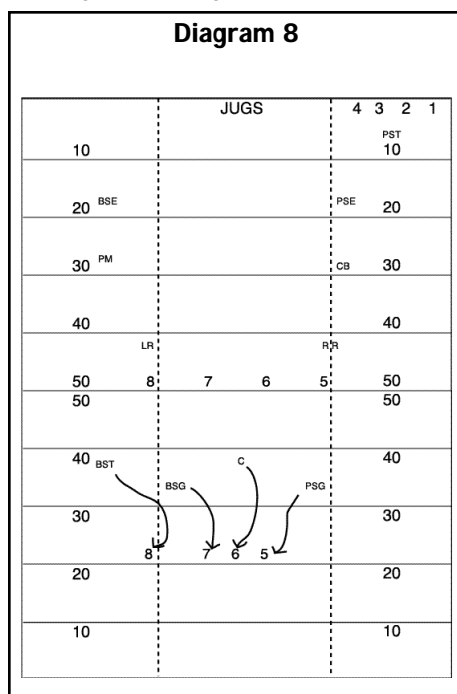 Diagram 8
JUGS 4 3 2 1
PST
10 10
BSE PSE
20 20
PM CB
30 30
40 40
LR RR
50 8 7 6 5 50
50 50
40 BST C 40
BSG PSG
30 30
8 7 6 5
20 20
10 10